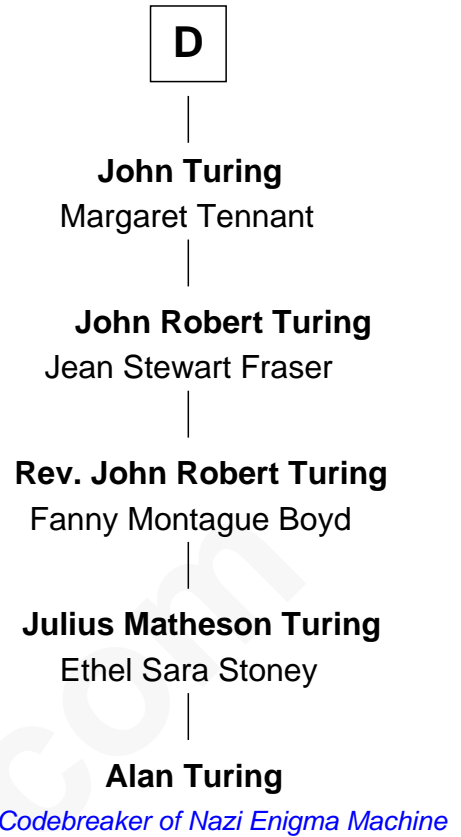 D
John Turing
Margaret Tennant
John Robert Turing
Jean Stewart Fraser
Rev. John Robert Turing
Fanny Montague Boyd
Julius Matheson Turing
Ethel Sara Stoney
Alan Turing
Codebreaker of Nazi Enigma Machine
com